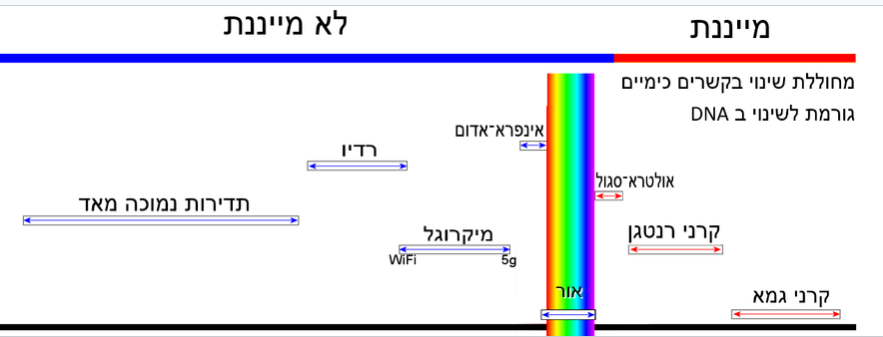 מייננת
לא מייננת
מחוללת שינוי בקשרים כימיים
גורמת לשינוי ב DNA
אינפרא־אדום
רדיו
אולטרא־סגול
תדירות נמוכה מאד
מיקרוגל
קרני רנטגן
WiFi
5g
אור
קרני גמא